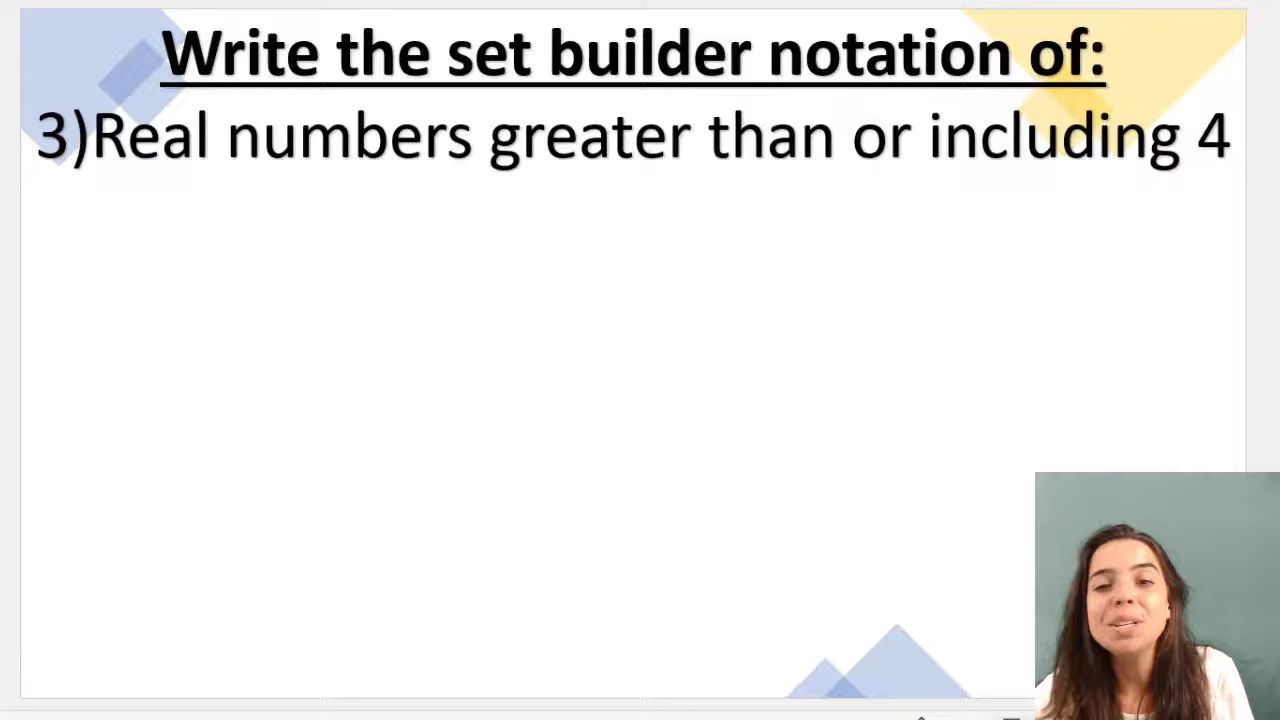 Write the set builder notation of:
3)Real numbers greater than or including 4